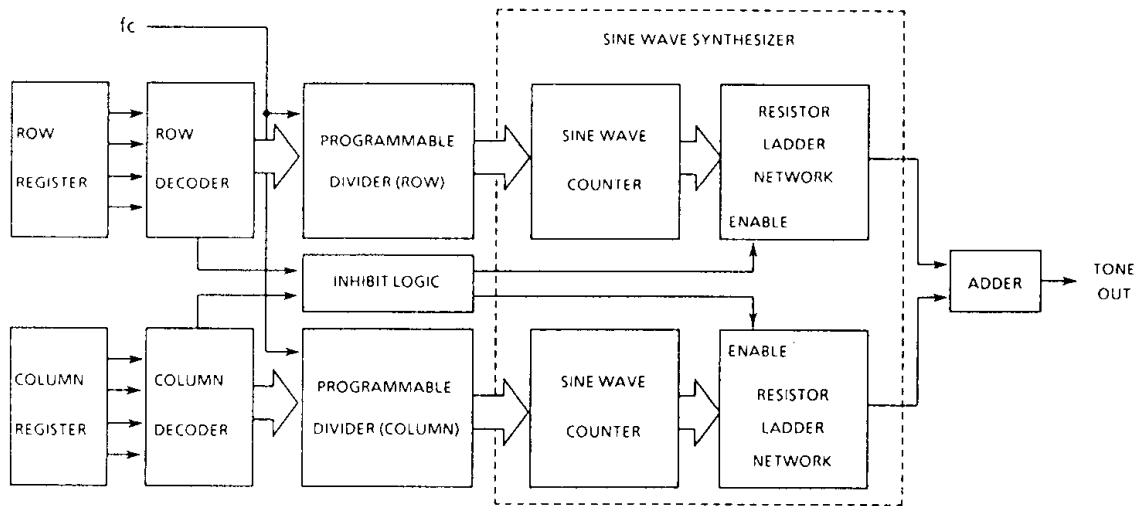 fc
SINE WAVE SYNTHESIZER
ROW
REGISTER
ROW
DECODER
PROGRAMMABLE
DIVIDER (ROW)
SINE WAVE
COUNTER
RESISTOR
LADDER
NETWORK
ENABLE
INHIBIT LOGIC
ADDER
TONE
OUT
COLUMN
REGISTER
COLUMN
DECODER
PROGRAMMABLE
DIVIDER (COLUMN)
SINE WAVE
COUNTER
ENABLE
RESISTOR
LADDER
NETWORK